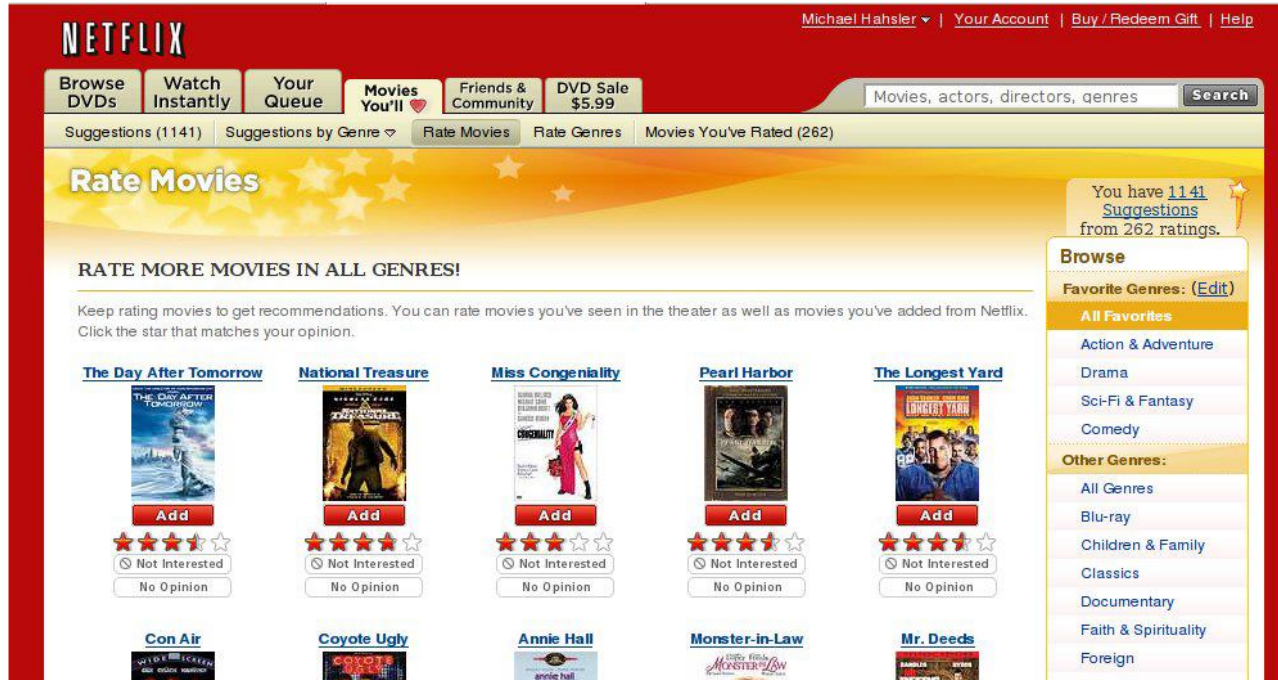 NETFLIX
Michael Hahsler | Your Account | Buy / Redeem Gift | Help
Browse DVDs
Watch Instantly
Your Queue
Movies You'll
Friends & Community
DVD Sale $5.99
Movies, actors, directors, genres
Search
Suggestions (1141)
Suggestions by Genre
Rate Movies
Rate Genres
Movies You've Rated (262)
Rate Movies
You have 1141
Suggestions
from 262 ratings.
RATE MORE MOVIES IN ALL GENRES!
Keep rating movies to get recommendations. You can rate movies you've seen in the theater as well as movies you've added from Netflix.
Click the star that matches your opinion.
The Day After Tomorrow
National Treasure
Miss Congeniality
Pearl Harbor
The Longest Yard
THE DAY AFTER
TOMORROW
NATIONAL
TREASURE
CONGENIALITY
PEARL HARBOR
LONGEST YARD
Add
Add
Add
Add
Add
Not Interested
Not Interested
Not Interested
Not Interested
Not Interested
No Opinion
No Opinion
No Opinion
No Opinion
No Opinion
Con Air
Coyote Ugly
Annie Hall
Monster-in-Law
Mr. Deeds
WIDE SCREEN
COYOTE
UGLY
annie hall
MONSTER IN LAW
Browse
Favorite Genres: (Edit)
All Favorites
Action & Adventure
Drama
Sci-Fi & Fantasy
Comedy
Other Genres:
All Genres
Blu-ray
Children & Family
Classics
Documentary
Faith & Spirituality
Foreign